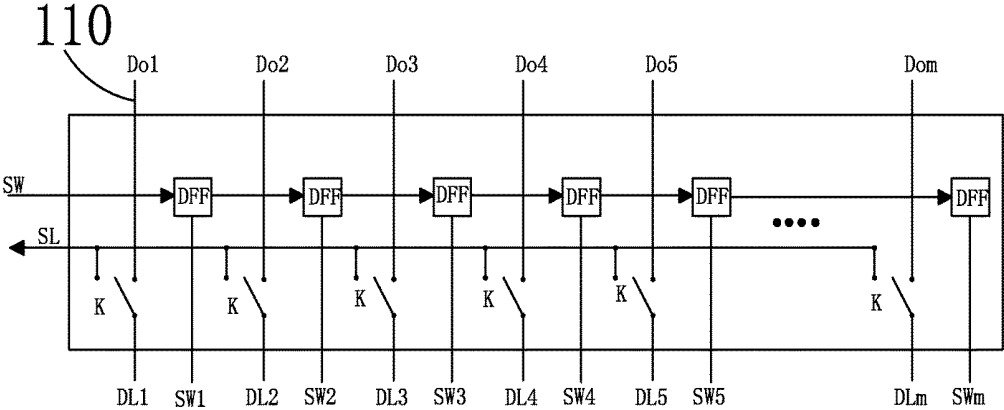 110
Do1 Do2 Do3 Do4 Do5 Dom
SW DFF DFF DFF DFF DFF DFF
SL
K K K K K K
DL1 SW1 DL2 SW2 DL3 SW3 DL4 SW4 DL5 SW5 DLm SWm